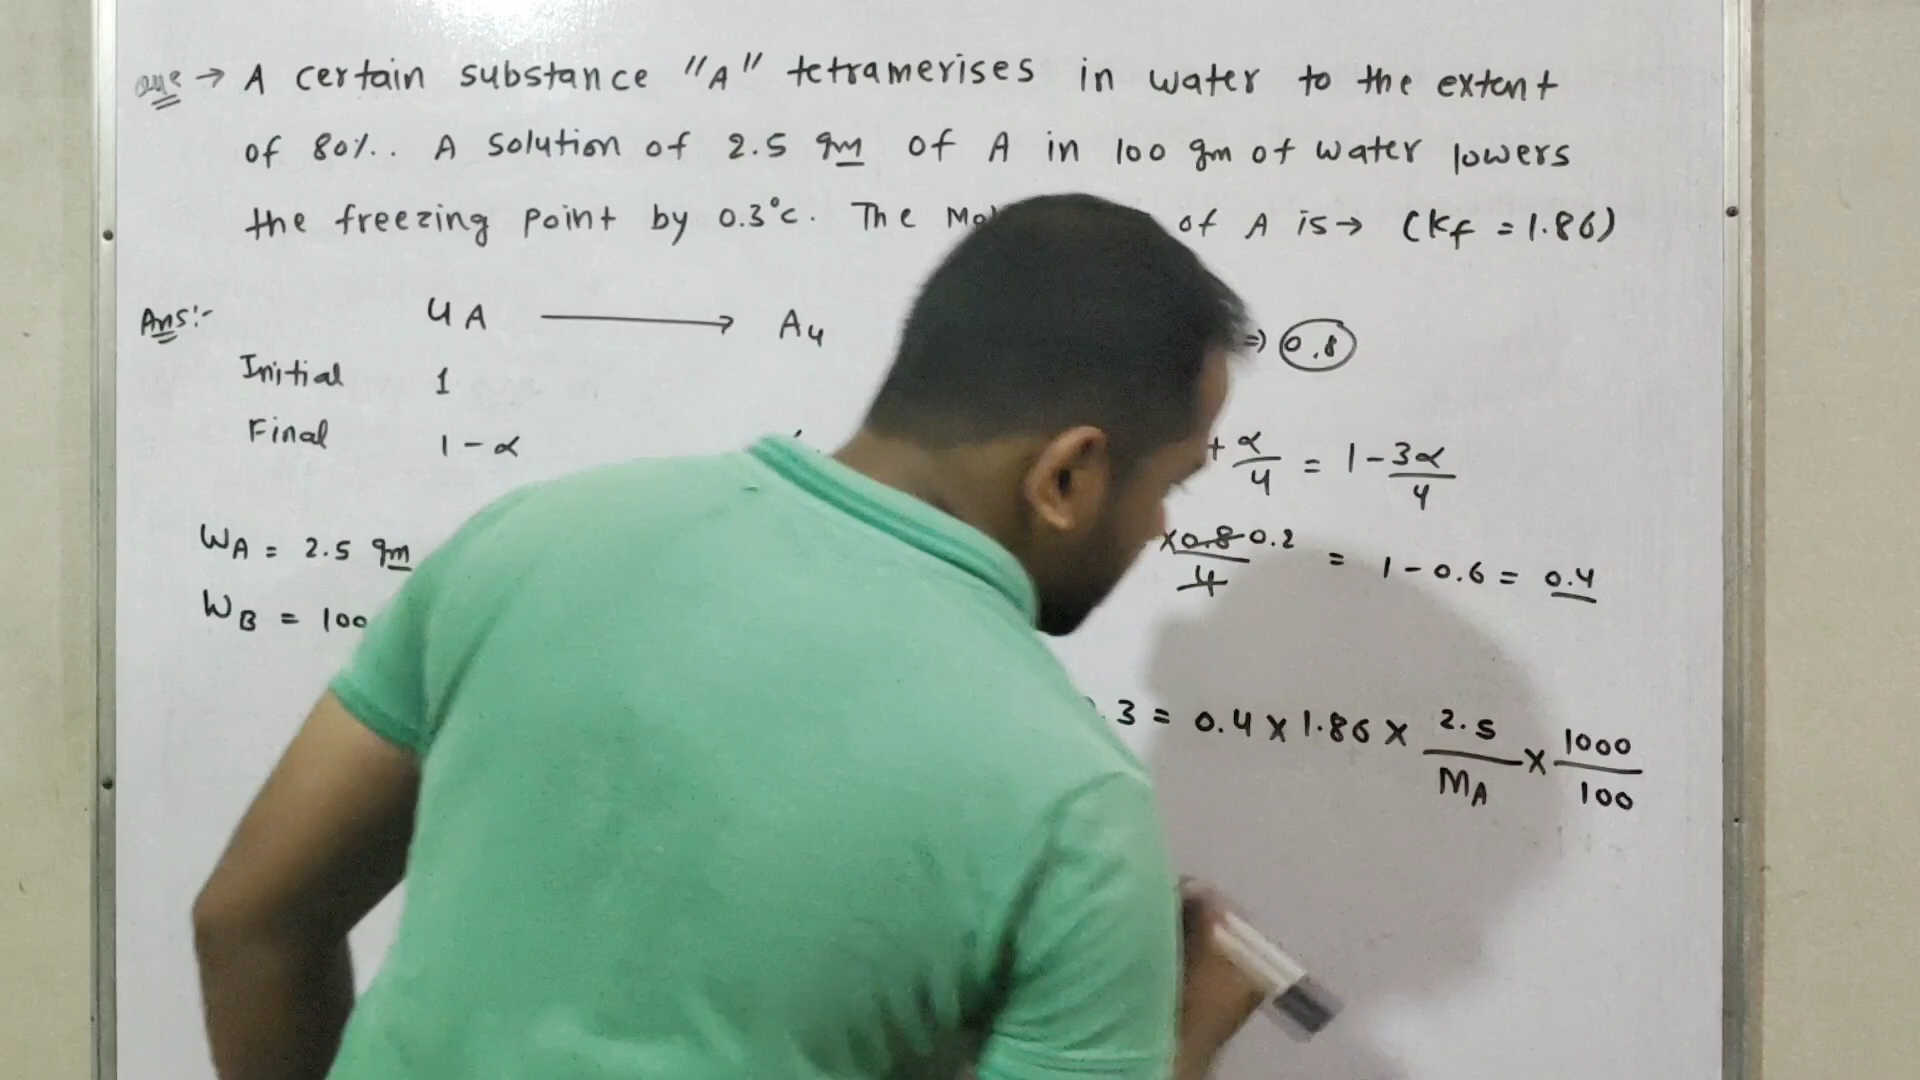 Que → A certain substance "A" tetramerises in water to the extent
of 80%. A solution of 2.5 gm of A in 100 gm of water lowers
the freezing point by 0.3°c. The of A is → (Kf = 1.86)
Ans:- 4A ⟶ A4 ⇒ 0.8
Initial 1
Final 1 - α + α/4 = 1 - 3α/4
WA = 2.5 gm ×0.8 0.2/4 = 1 - 0.6 = 0.4
WB = 100
.3 = 0.4 × 1.86 × 2.5/MA × 1000/100